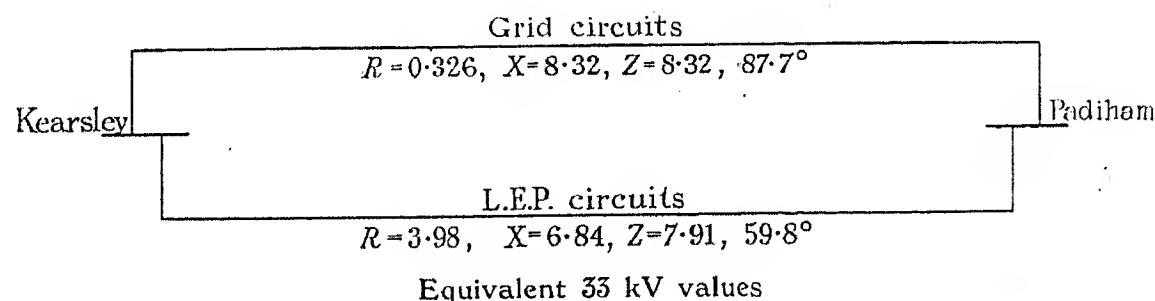 Grid circuits
R=0·326, X=8·32, Z=8·32, 87·7°
Kearsley
Padiham
L.E.P. circuits
R=3·98, X=6·84, Z=7·91, 59·8°
Equivalent 33 kV values